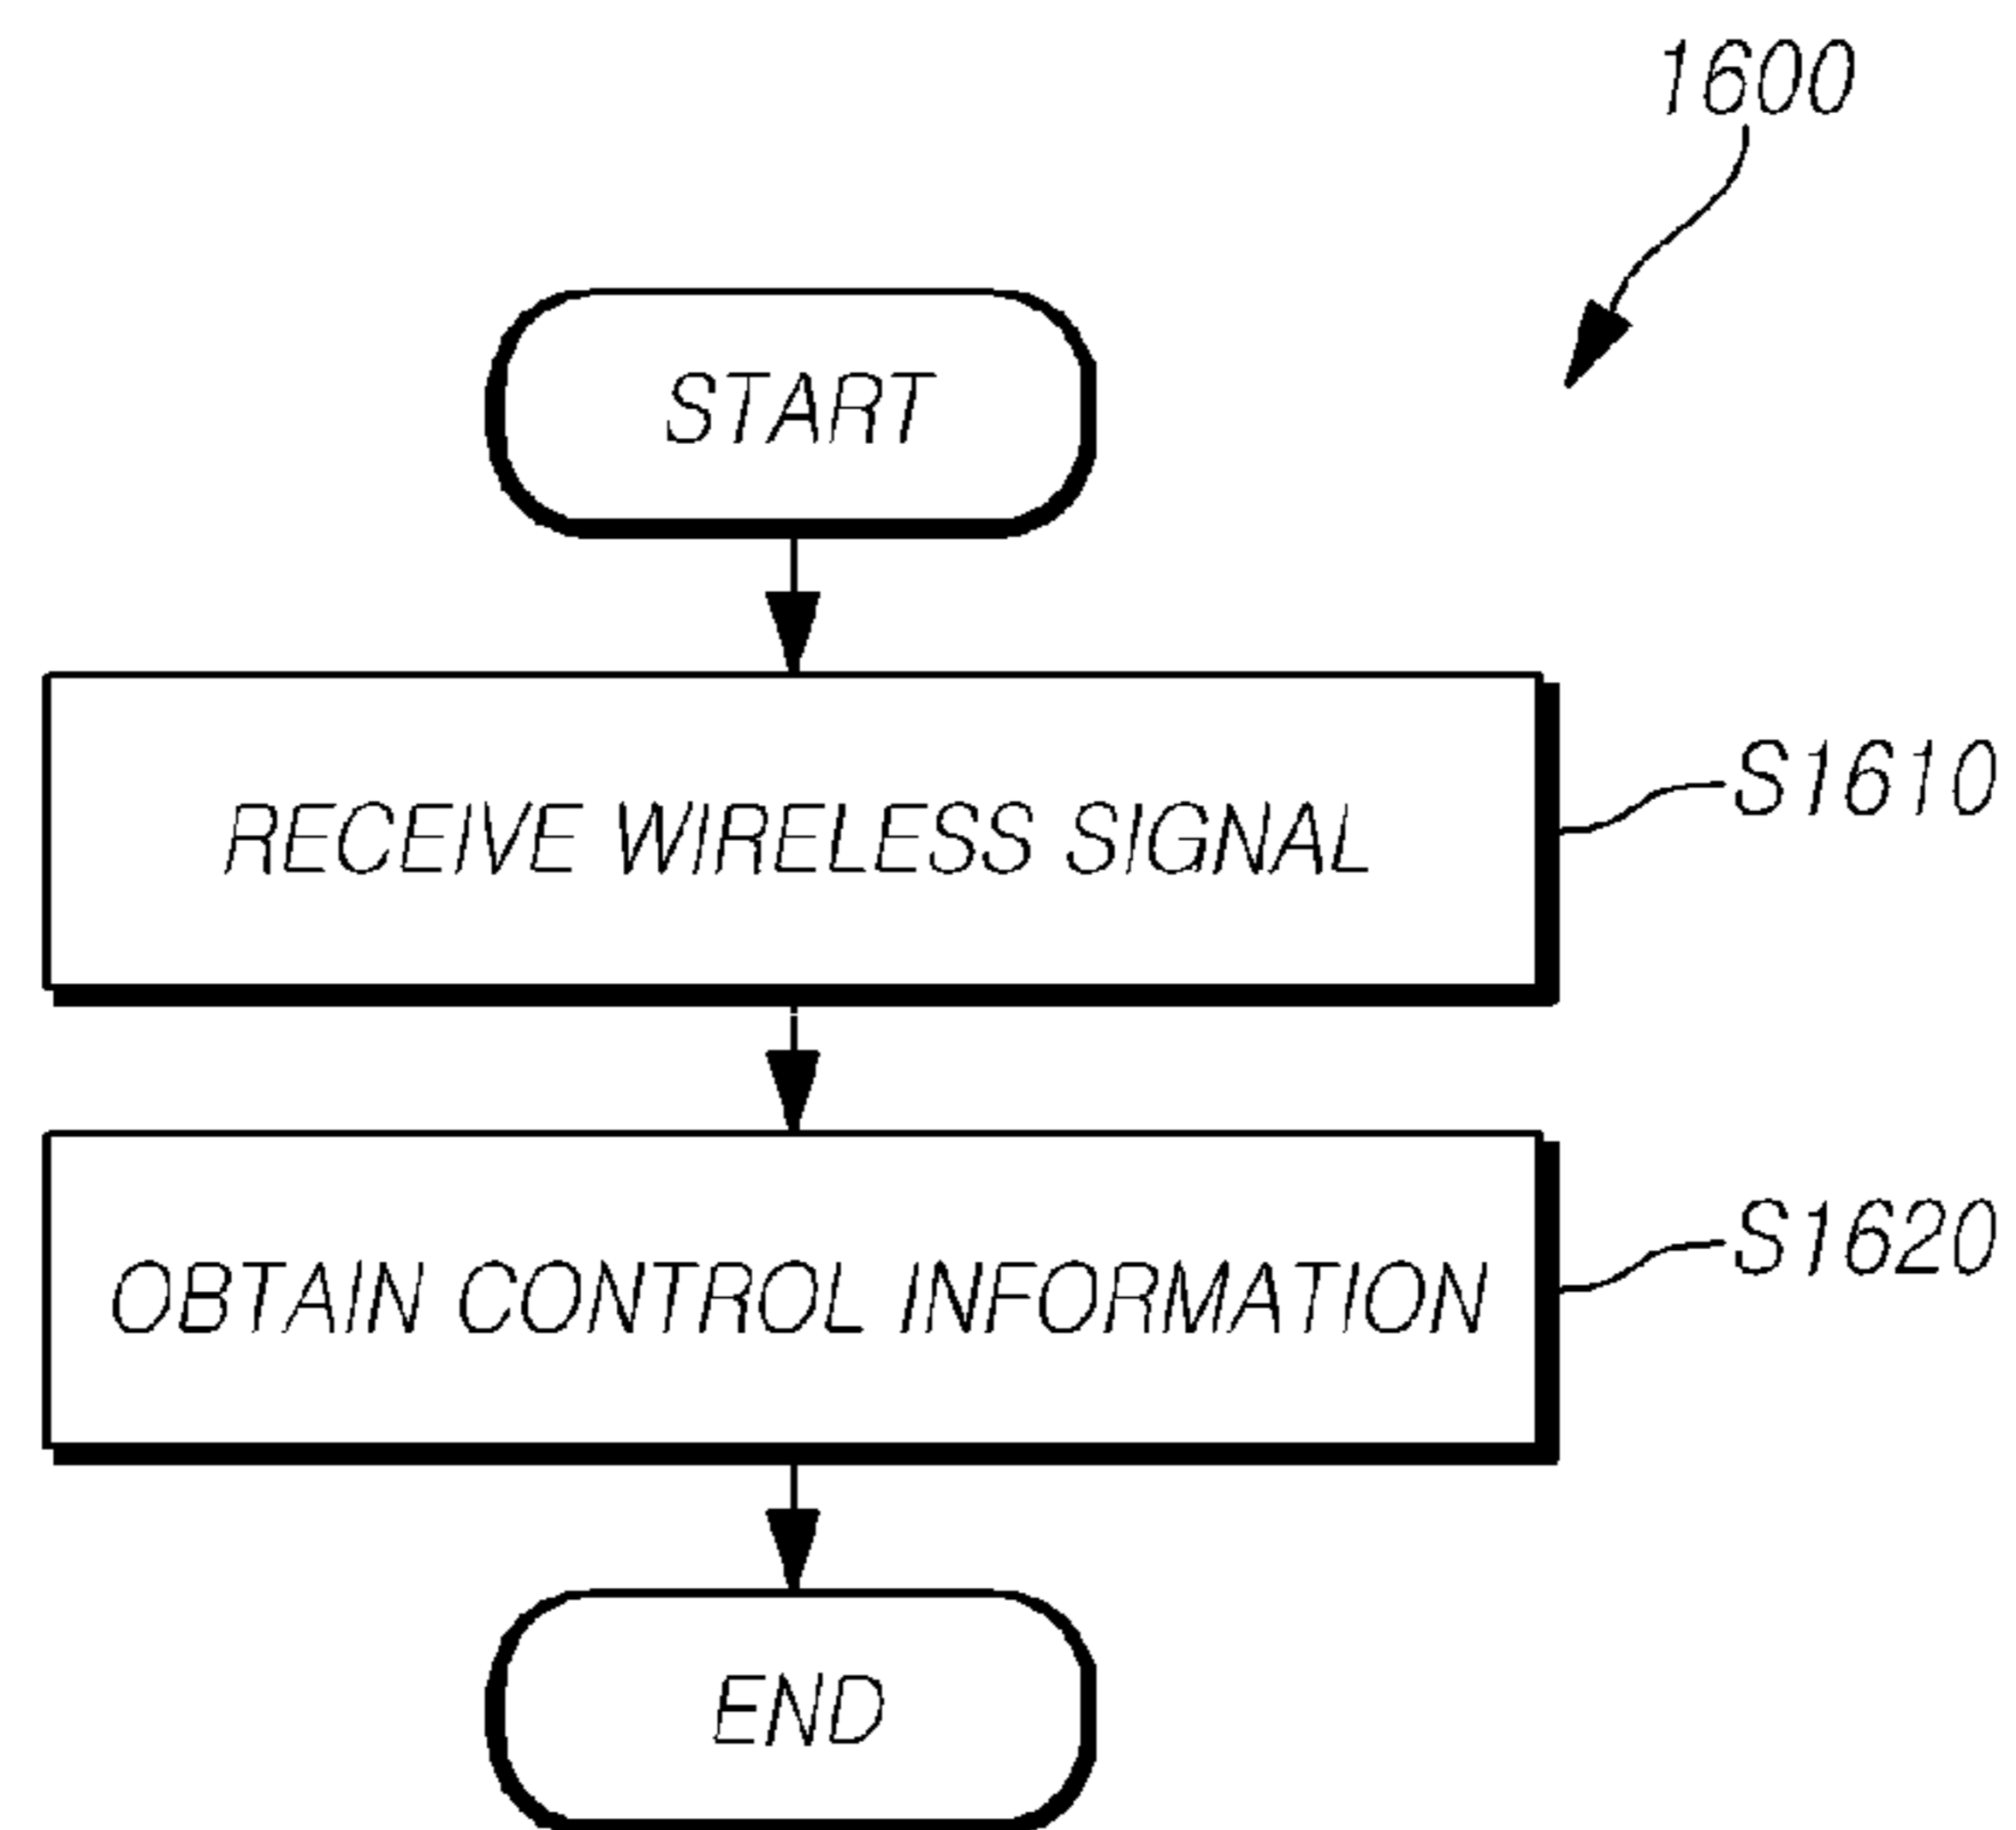 1600
START
RECEIVE WIRELESS SIGNAL
S1610
OBTAIN CONTROL INFORMATION
S1620
END